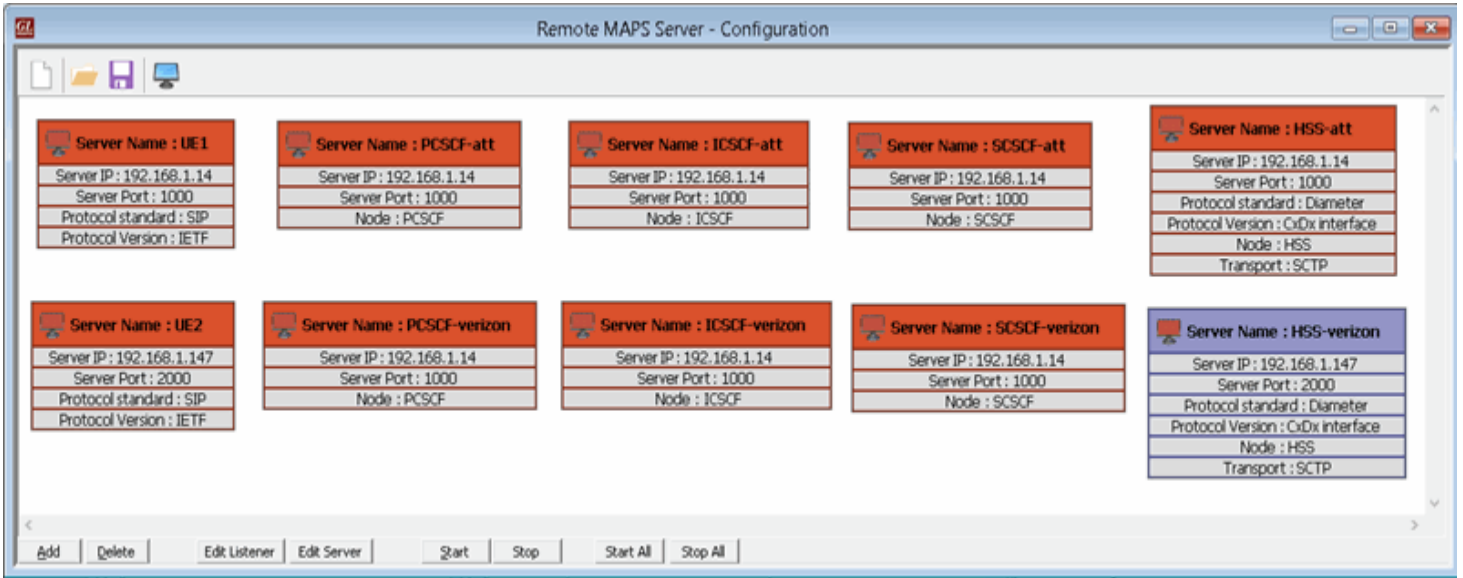 GL
Remote MAPS Server - Configuration
Server Name : UE1
Server IP : 192.168.1.14
Server Port : 1000
Protocol standard : SIP
Protocol Version : IETF
Server Name : PCSCF-att
Server IP : 192.168.1.14
Server Port : 1000
Node : PCSCF
Server Name : ICSCF-att
Server IP : 192.168.1.14
Server Port : 1000
Node : ICSCF
Server Name : SCSCF-att
Server IP : 192.168.1.14
Server Port : 1000
Node : SCSCF
Server Name : HSS-att
Server IP : 192.168.1.14
Server Port : 1000
Protocol standard : Diameter
Protocol Version : CxDx interface
Node : HSS
Transport : SCTP
Server Name : UE2
Server IP : 192.168.1.147
Server Port : 2000
Protocol standard : SIP
Protocol Version : IETF
Server Name : PCSCF-verizon
Server IP : 192.168.1.14
Server Port : 1000
Node : PCSCF
Server Name : ICSCF-verizon
Server IP : 192.168.1.14
Server Port : 1000
Node : ICSCF
Server Name : SCSCF-verizon
Server IP : 192.168.1.14
Server Port : 1000
Node : SCSCF
Server Name : HSS-verizon
Server IP : 192.168.1.147
Server Port : 2000
Protocol standard : Diameter
Protocol Version : CxDx interface
Node : HSS
Transport : SCTP
Add Delete Edit Listener Edit Server Start Stop Start All Stop All